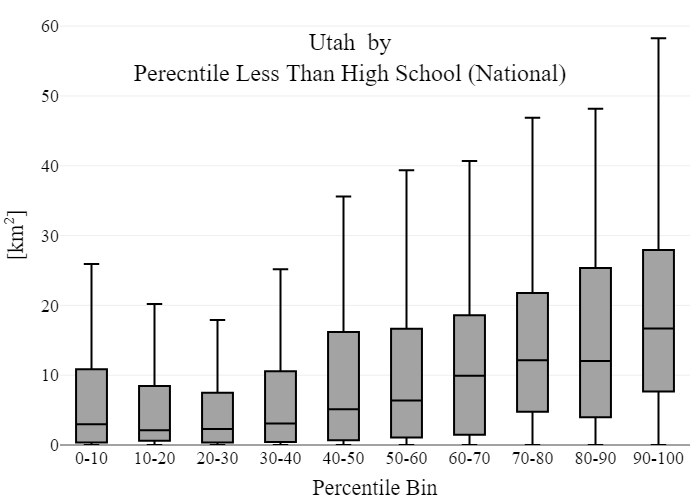 Utah by
Perecntile Less Than High School (National)
60
50
40
30
20
10
0
[km²]
0-10 10-20 20-30 30-40 40-50 50-60 60-70 70-80 80-90 90-100
Percentile Bin